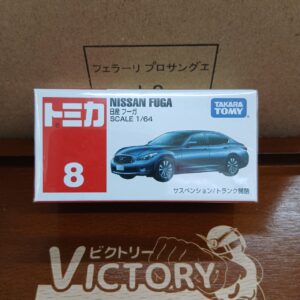 フェラーリ プロサングエ
トミカ
NISSAN FUGA
日産 フーガ
SCALE 1/64
TAKARA
TOMY
8
サスペンション/トランク開閉
ビクトリー
VICTORY